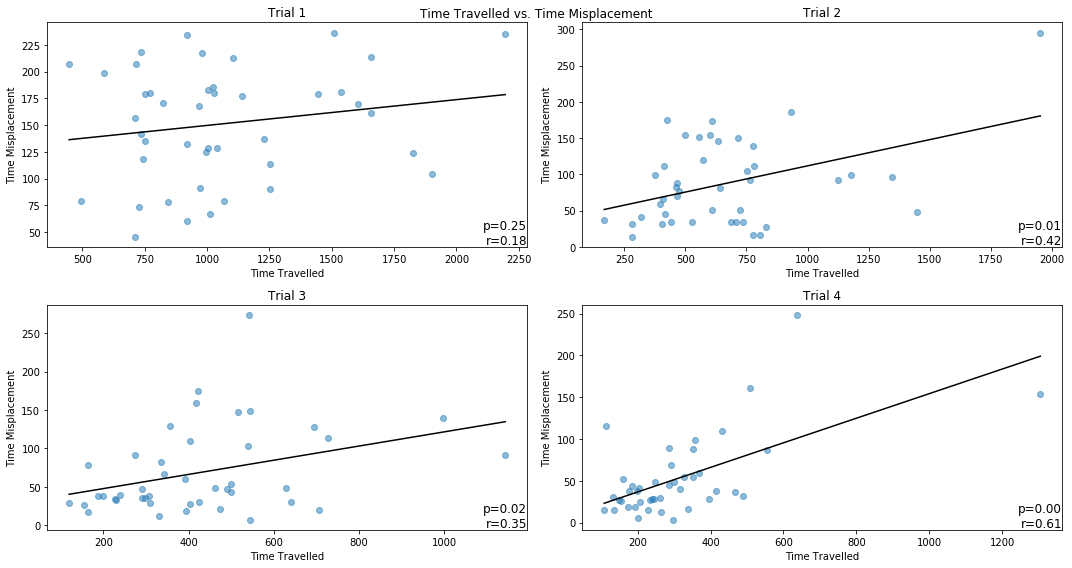 Time Travelled vs. Time Misplacement
Trial 1
Time Misplacement
225
200
175
150
125
100
75
50
p=0.25
r=0.18
500
750
1000
1250
1500
1750
2000
2250
Time Travelled
Trial 2
Time Misplacement
300
250
200
150
100
50
0
p=0.01
r=0.42
250
500
750
1000
1250
1500
1750
2000
Time Travelled
Trial 3
Time Misplacement
250
200
150
100
50
0
p=0.02
r=0.35
200
400
600
800
1000
Time Travelled
Trial 4
Time Misplacement
250
200
150
100
50
0
p=0.00
r=0.61
200
400
600
800
1000
1200
Time Travelled